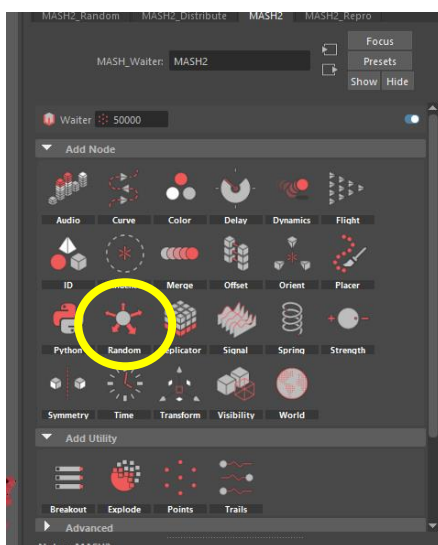 MASH2_Random MASH2_Distribute MASH2 MASH2_Repro
Focus
MASH_Waiter: MASH2 Presets
Show Hide
Waiter 50000
Add Node
Audio Curve Color Delay Dynamics Flight
ID Merge Offset Orient Placer
Python Random Replicator Signal Spring Strength
Symmetry Time Transform Visibility World
Add Utility
Breakout Explode Points Trails
Advanced